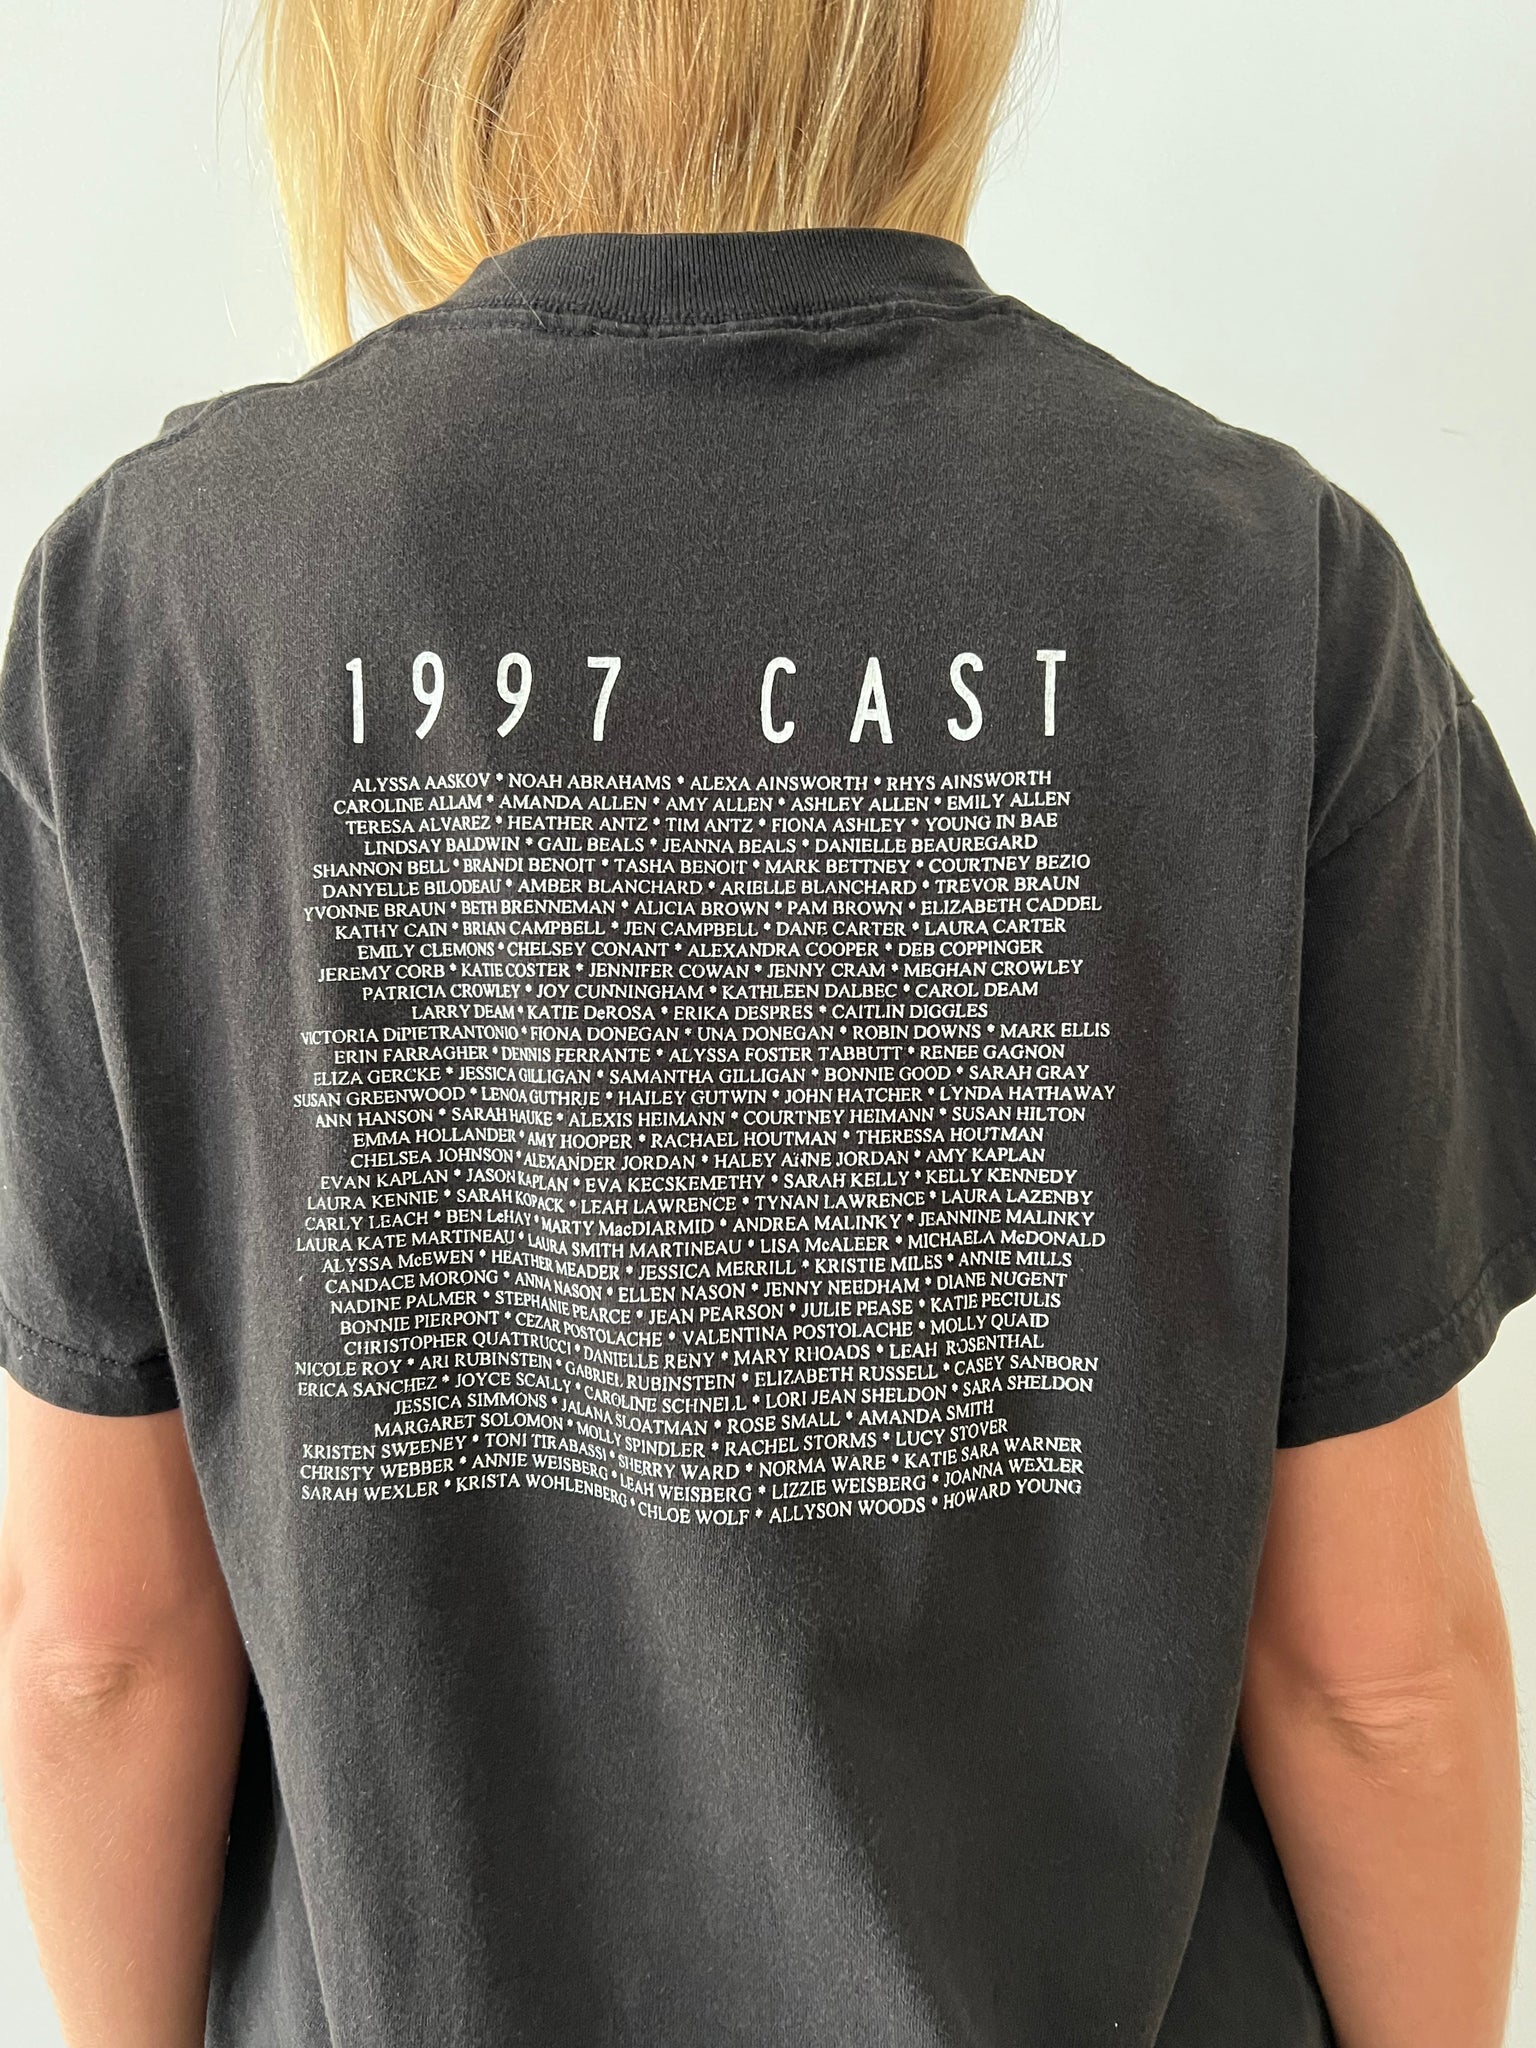 1997 CAST
ALYSSA AASKOV * NOAH ABRAHAMS * ALEXA AINSWORTH * RHYS AINSWORTH
CAROLINE ALLAM * AMANDA ALLEN * AMY ALLEN * ASHLEY ALLEN * EMILY ALLEN
TERESA ALVAREZ * HEATHER ANTZ * TIM ANTZ * FIONA ASHLEY * YOUNG IN BAE
LINDSAY BALDWIN * GAIL BEALS * JEANNA BEALS * DANIELLE BEAUREGARD
SHANNON BELL * BRANDI BENOIT * TASHA BENOIT * MARK BETTNEY * COURTNEY BEZIO
DANYELLE BILODEAU * AMBER BLANCHARD * ARIELLE BLANCHARD * TREVOR BRAUN
YVONNE BRAUN * BETH BRENNEMAN * ALICIA BROWN * PAM BROWN * ELIZABETH CADDEL
KATHY CAIN * BRIAN CAMPBELL * JEN CAMPBELL * DANE CARTER * LAURA CARTER
EMILY CLEMONS * CHELSEY CONANT * ALEXANDRA COOPER * DEB COPPINGER
JEREMY CORB * KATIE COSTER * JENNIFER COWAN * JENNY CRAM * MEGHAN CROWLEY
PATRICIA CROWLEY * JOY CUNNINGHAM * KATHLEEN DALBEC * CAROL DEAM
LARRY DEAM * KATIE DeROSA * ERIKA DESPRES * CAITLIN DIGGLES
VICTORIA DiPIETRANTONIO * FIONA DONEGAN * UNA DONEGAN * ROBIN DOWNS * MARK ELLIS
ERIN FARRAGHER * DENNIS FERRANTE * ALYSSA FOSTER TABBUTT * RENEE GAGNON
ELIZA GERCKE * JESSICA GILLIGAN * SAMANTHA GILLIGAN * BONNIE GOOD * SARAH GRAY
SUSAN GREENWOOD * LENOA GUTHRIE * HAILEY GUTWIN * JOHN HATCHER * LYNDA HATHAWAY
ANN HANSON * SARAH HAUKE * ALEXIS HEIMANN * COURTNEY HEIMANN * SUSAN HILTON
EMMA HOLLANDER * AMY HOOPER * RACHAEL HOUTMAN * THERESSA HOUTMAN
CHELSEA JOHNSON * ALEXANDER JORDAN * HALEY ANNE JORDAN * AMY KAPLAN
EVAN KAPLAN * JASON KAPLAN * EVA KECSKEMETHY * SARAH KELLY * KELLY KENNEDY
LAURA KENNIE * SARAH KOPACK * LEAH LAWRENCE * TYNAN LAWRENCE * LAURA LAZENBY
CARLY LEACH * BEN LeHAY * MARTY MacDIARMID * ANDREA MALINKY * JEANNINE MALINKY
LAURA KATE MARTINEAU * LAURA SMITH MARTINEAU * LISA McALEER * MICHAELA McDONALD
ALYSSA McEWEN * HEATHER MEADER * JESSICA MERRILL * KRISTIE MILES * ANNIE MILLS
CANDACE MORONG * ANNA NASON * ELLEN NASON * JENNY NEEDHAM * DIANE NUGENT
NADINE PALMER * STEPHANIE PEARCE * JEAN PEARSON * JULIE PEASE * KATIE PECIULIS
BONNIE PIERPONT * CEZAR POSTOLACHE * VALENTINA POSTOLACHE * MOLLY QUAID
CHRISTOPHER QUATTRUCCI * DANIELLE RENY * MARY RHOADS * LEAH ROSENTHAL
NICOLE ROY * ARI RUBINSTEIN * GABRIEL RUBINSTEIN * ELIZABETH RUSSELL * CASEY SANBORN
ERICA SANCHEZ * JOYCE SCALLY * CAROLINE SCHNELL * LORI JEAN SHELDON * SARA SHELDON
JESSICA SIMMONS * JALANA SLOATMAN * ROSE SMALL * AMANDA SMITH
MARGARET SOLOMON * MOLLY SPINDLER * RACHEL STORMS * LUCY STOVER
KRISTEN SWEENEY * TONI TIRABASSI * SHERRY WARD * NORMA WARE * KATIE SARA WARNER
CHRISTY WEBBER * ANNIE WEISBERG * LEAH WEISBERG * LIZZIE WEISBERG * JOANNA WEXLER
SARAH WEXLER * KRISTA WOHLENBERG * CHLOE WOLF * ALLYSON WOODS * HOWARD YOUNG